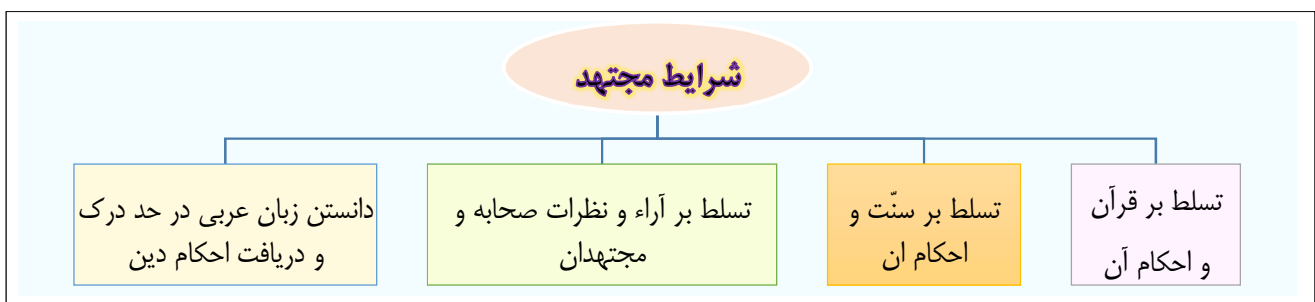 شرایط مجتهد
تسلط بر قرآن
و احکام آن
تسلط بر سنّت و
احکام ان
تسلط بر آراء و نظرات صحابه و
مجتهدان
دانستن زبان عربی در حد درک
و دریافت احکام دین